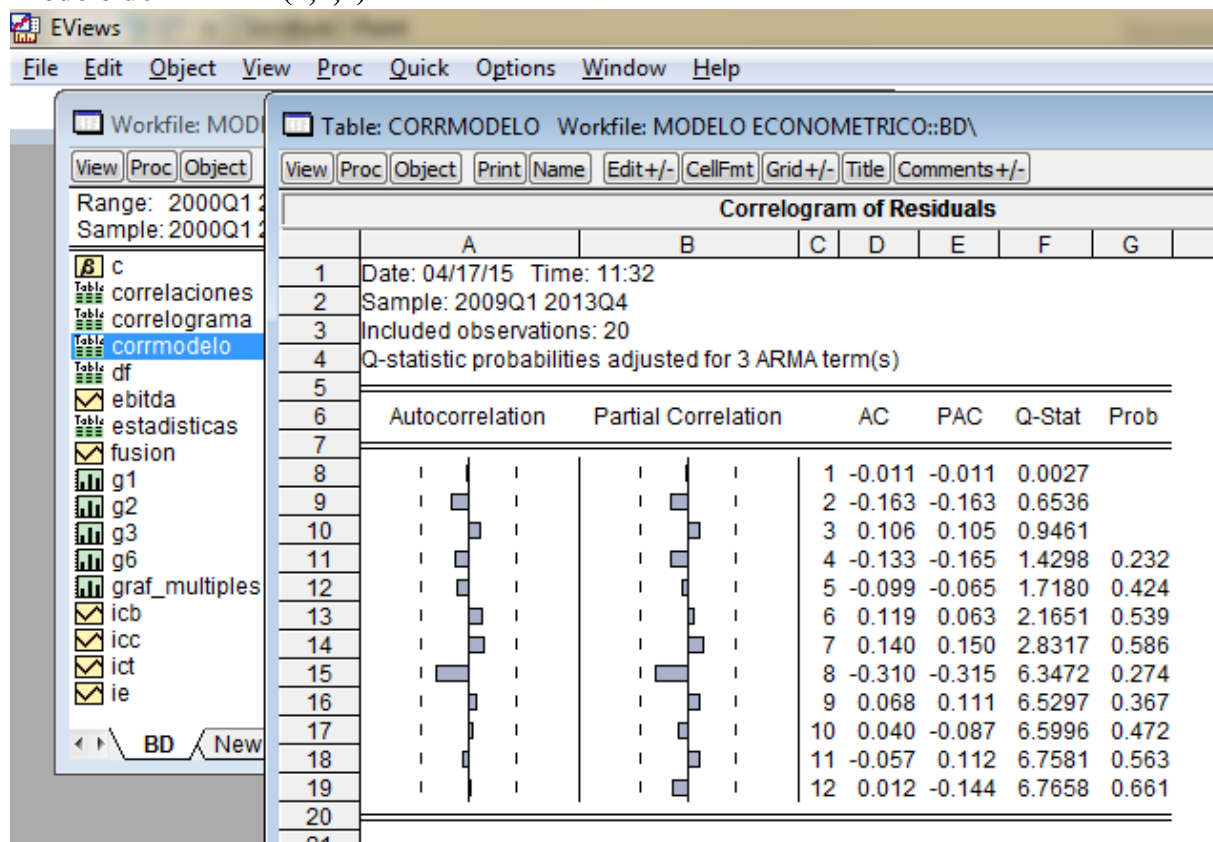 EViews
File Edit Object View Proc Quick Options Window Help
Workfile: MODE
View Proc Object
Range: 2000Q1 2
Sample: 2000Q1 2
c
correlaciones
correlograma
corrmodelo
df
ebitda
estadisticas
fusion
g1
g2
g3
g6
graf_multiples
icb
icc
ict
ie
BD New
Table: CORRMODELO Workfile: MODELO ECONOMETRICO::BD\
View Proc Object Print Name Edit+/- CellFmt Grid+/- Title Comments+/-
Correlogram of Residuals
A B C D E F G
1 Date: 04/17/15 Time: 11:32
2 Sample: 2009Q1 2013Q4
3 Included observations: 20
4 Q-statistic probabilities adjusted for 3 ARMA term(s)
5
6 Autocorrelation Partial Correlation AC PAC Q-Stat Prob
7
8 1 -0.011 -0.011 0.0027
9 2 -0.163 -0.163 0.6536
10 3 0.106 0.105 0.9461
11 4 -0.133 -0.165 1.4298 0.232
12 5 -0.099 -0.065 1.7180 0.424
13 6 0.119 0.063 2.1651 0.539
14 7 0.140 0.150 2.8317 0.586
15 8 -0.310 -0.315 6.3472 0.274
16 9 0.068 0.111 6.5297 0.367
17 10 0.040 -0.087 6.5996 0.472
18 11 -0.057 0.112 6.7581 0.563
19 12 0.012 -0.144 6.7658 0.661
20